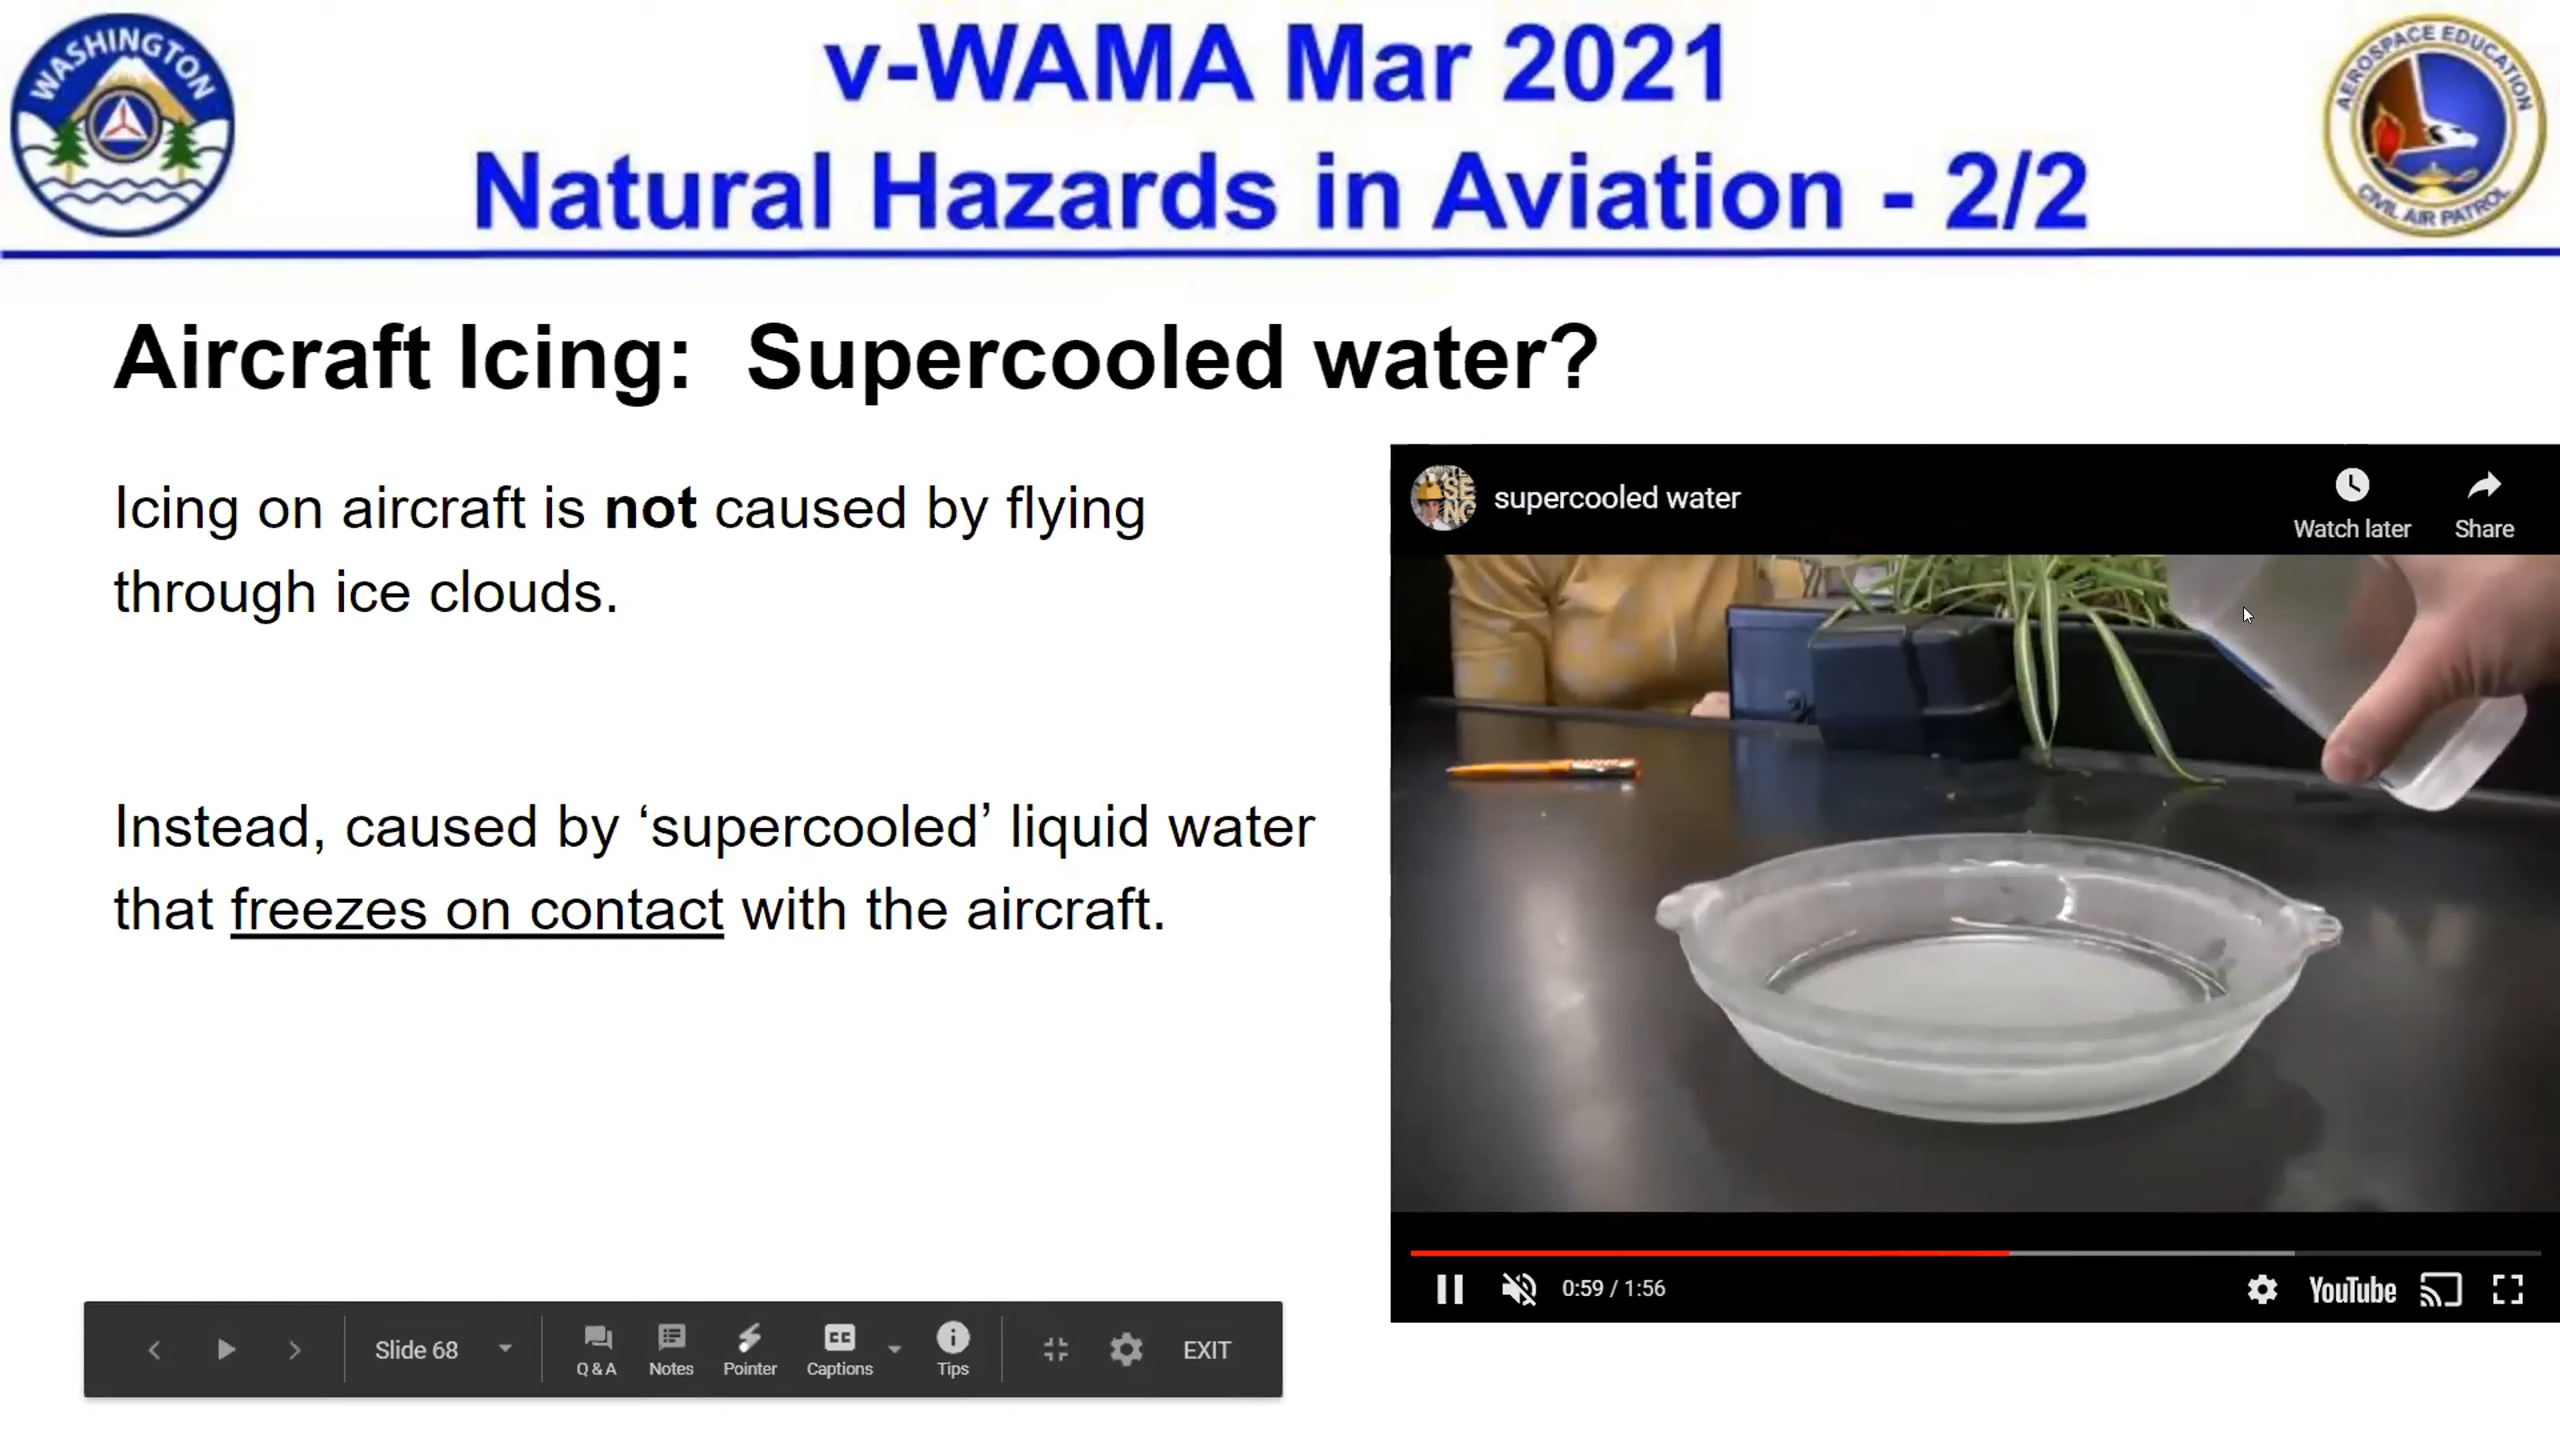 WASHINGTON
v-WAMA Mar 2021
Natural Hazards in Aviation - 2/2
AEROSPACE EDUCATION
CIVIL AIR PATROL
Aircraft Icing: Supercooled water?
Icing on aircraft is not caused by flying
through ice clouds.
Instead, caused by ‘supercooled’ liquid water
that freezes on contact with the aircraft.
supercooled water
Watch later
Share
0:59 / 1:56
YouTube
Slide 68
Q & A
Notes
CC
Pointer
Captions
Tips
EXIT